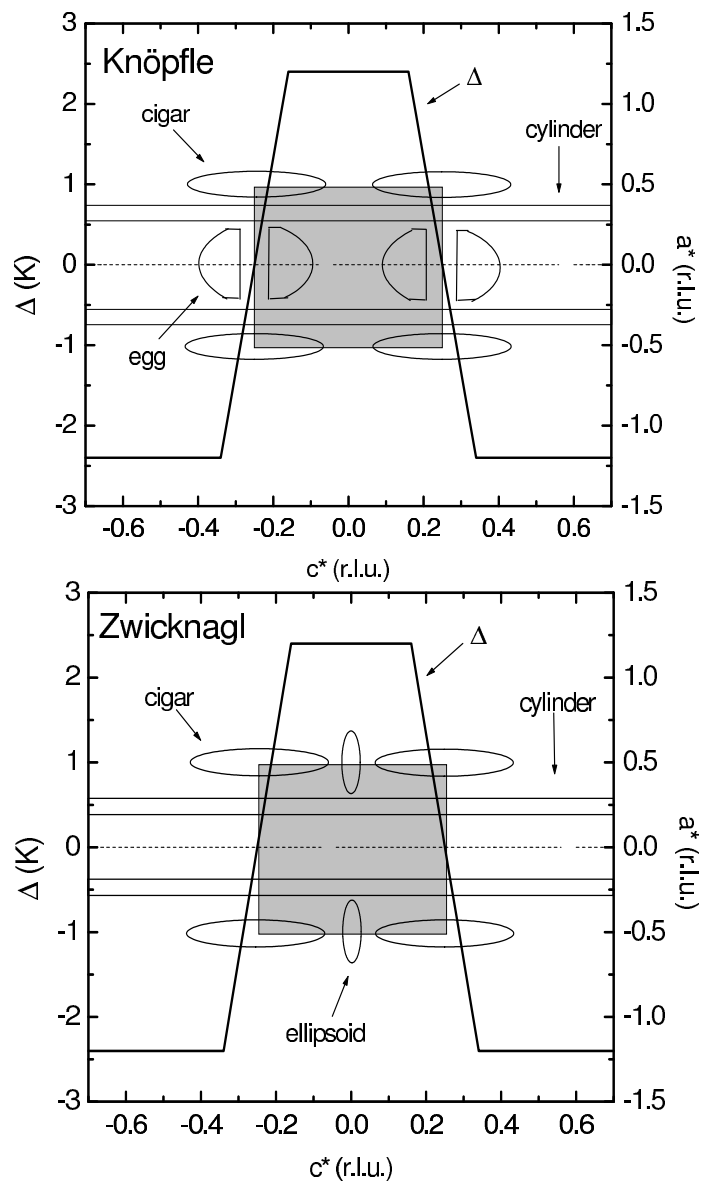 Knöpfle
Δ
cigar
cylinder
egg
3
2
1
0
-1
-2
-3
Δ (K)
1.5
1.0
0.5
0.0
-0.5
-1.0
-1.5
a* (r.l.u.)
-0.6 -0.4 -0.2 0.0 0.2 0.4 0.6
c* (r.l.u.)
Zwicknagl
Δ
cigar
cylinder
ellipsoid
3
2
1
0
-1
-2
-3
Δ (K)
1.5
1.0
0.5
0.0
-0.5
-1.0
-1.5
a* (r.l.u.)
-0.6 -0.4 -0.2 0.0 0.2 0.4 0.6
c* (r.l.u.)